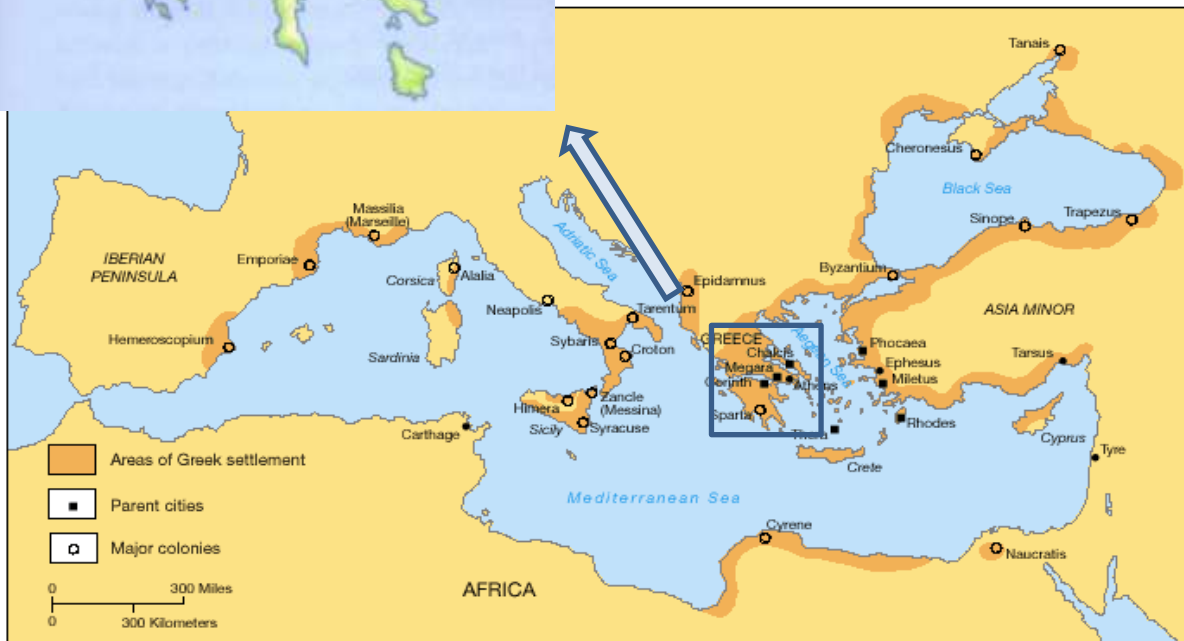 Tanais
Cheronesus
Black Sea
Sinope
Trapezus
Massilia
(Marseille)
Emporiae
IBERIAN
PENINSULA
Corsica
Alalia
Adriatic Sea
Byzantium
Epidamnus
Neapolis
Tarentum
ASIA MINOR
GREECE
Hemeroscopium
Sardinia
Sybaris
Croton
Aegean Sea
Chalcis
Phocaea
Megara
Ephesus
Tarsus
Corinth
Athens
Miletus
Himera
Zancle
(Messina)
Sparta
Sicily
Syracuse
Carthage
Thera
Rhodes
Cyprus
Tyre
Crete
Areas of Greek settlement
Parent cities
Major colonies
Mediterranean Sea
Cyrene
Naucratis
AFRICA
0 300 Miles
0 300 Kilometers